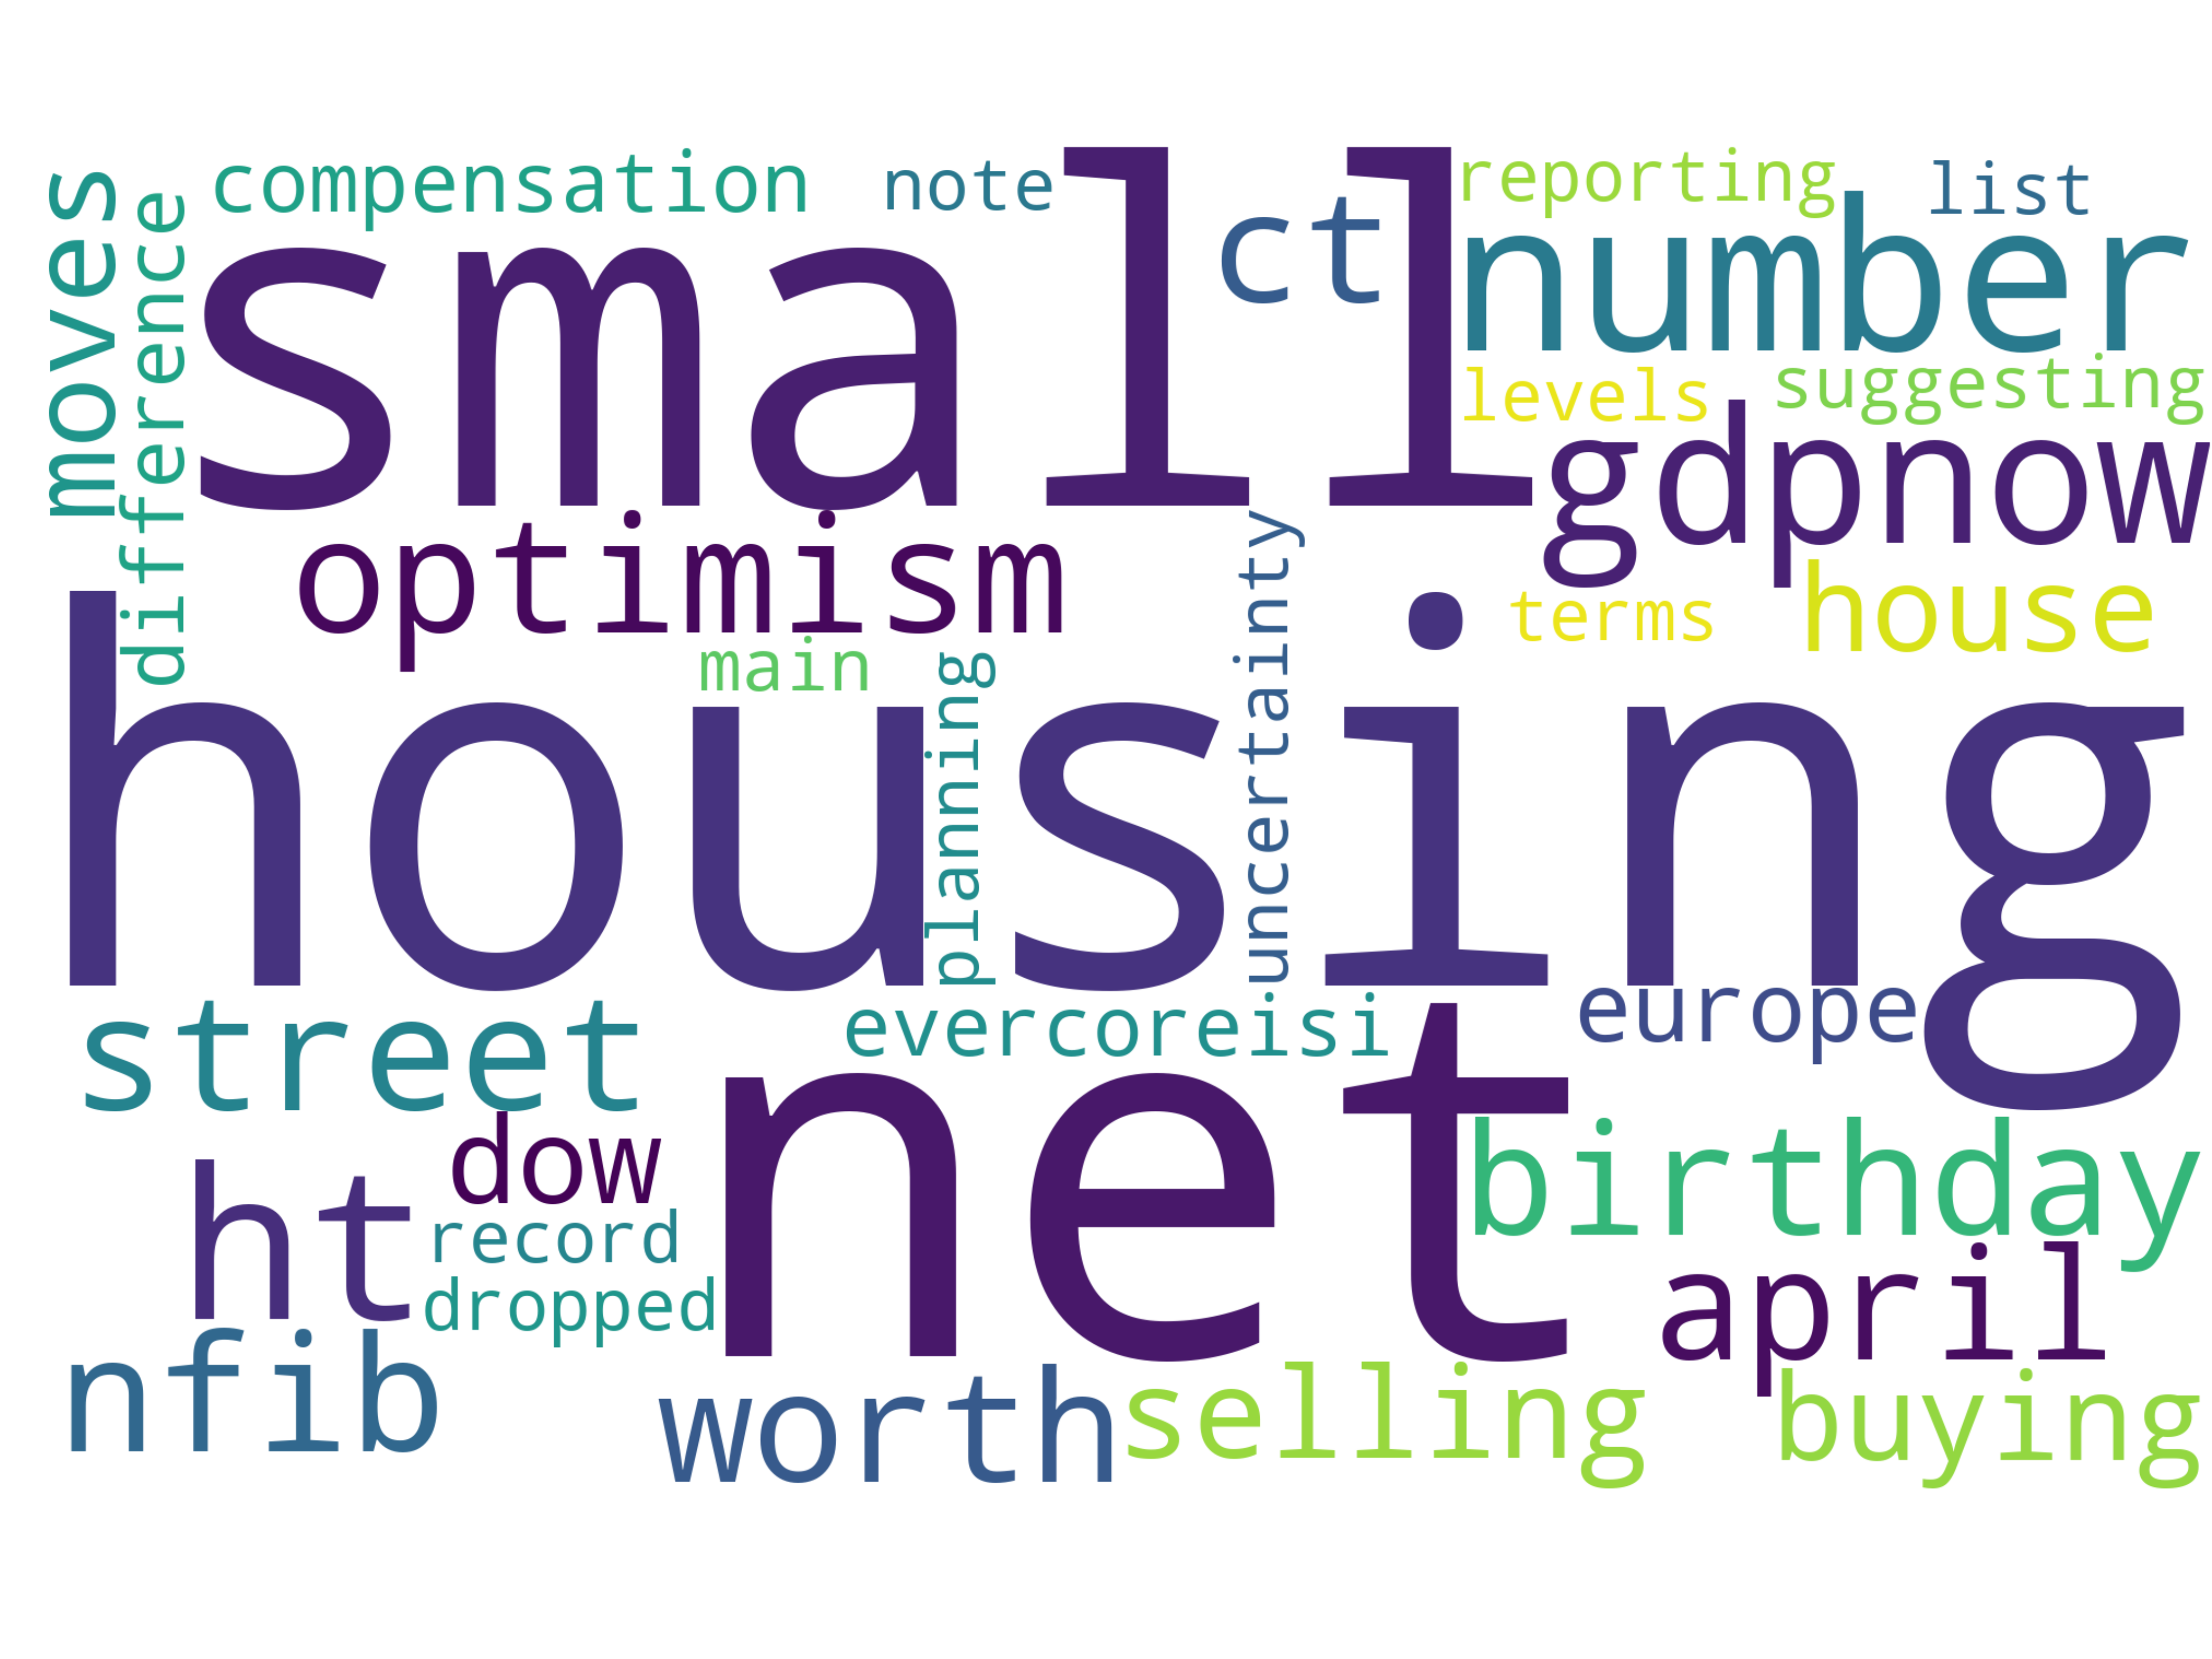 moves
difference
compensation
note
reporting
list
small
ct
number
levels
suggesting
gdpnow
optimism
terms
house
main
planning
uncertainty
housing
street
evercoreisi
europe
net
dow
birthday
ht
record
dropped
april
nfib
worth
selling
buying